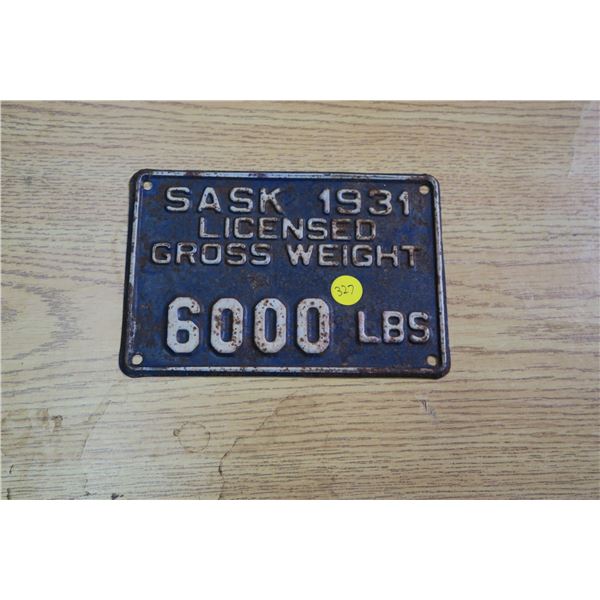 SASK 1931
LICENSED
GROSS WEIGHT
327
6000 LBS